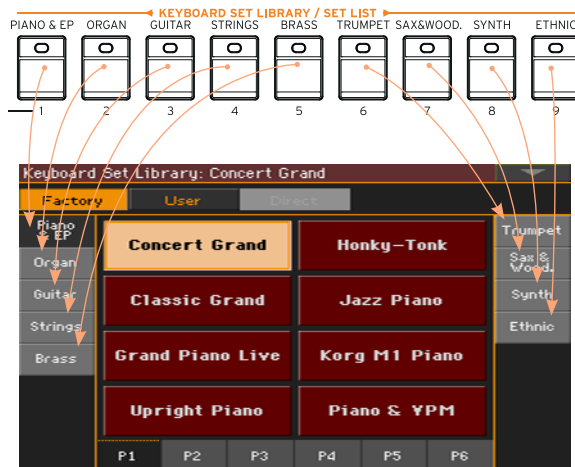 KEYBOARD SET LIBRARY / SET LIST
PIANO & EP ORGAN GUITAR STRINGS BRASS TRUMPET SAX&WOOD. SYNTH ETHNIC
1 2 3 4 5 6 7 8 9
Keyboard Set Library: Concert Grand
Factory User Direct
Piano & EP
Organ
Guitar
Strings
Brass
Concert Grand Honky-Tonk
Classic Grand Jazz Piano
Grand Piano Live Korg M1 Piano
Upright Piano Piano & VPM
Trumpet
Sax & Wood.
Synth
Ethnic
P1 P2 P3 P4 P5 P6